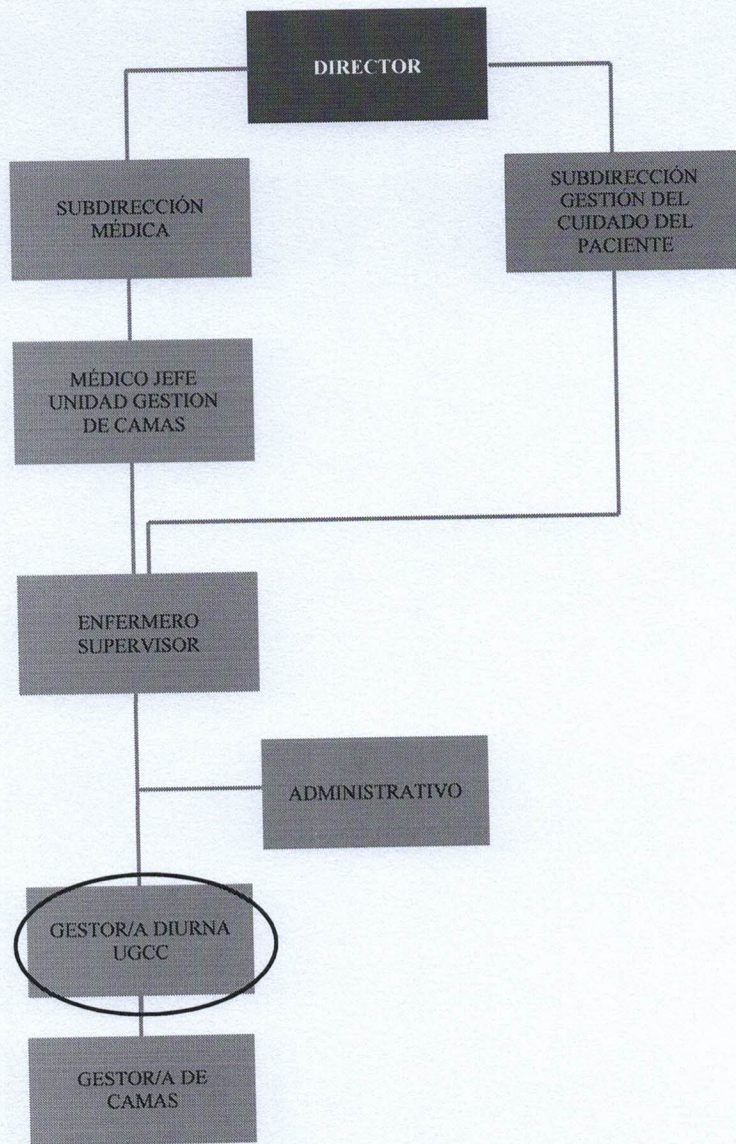 DIRECTOR
SUBDIRECCIÓN
MÉDICA
SUBDIRECCIÓN
GESTIÓN DEL
CUIDADO DEL
PACIENTE
MÉDICO JEFE
UNIDAD GESTION
DE CAMAS
ENFERMERO
SUPERVISOR
ADMINISTRATIVO
GESTOR/A DIURNA
UGCC
GESTOR/A DE
CAMAS